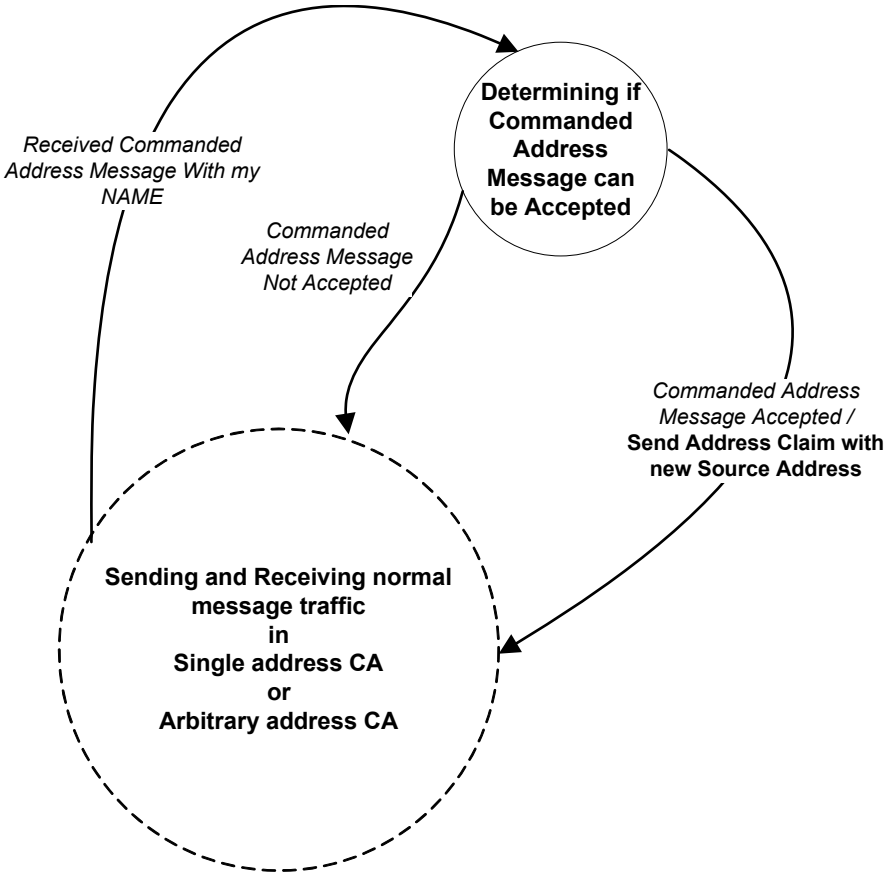 Determining if
Commanded
Address
Message can
be Accepted
Received Commanded
Address Message With my
NAME
Commanded
Address Message
Not Accepted
Commanded Address
Message Accepted /
Send Address Claim with
new Source Address
Sending and Receiving normal
message traffic
in
Single address CA
or
Arbitrary address CA